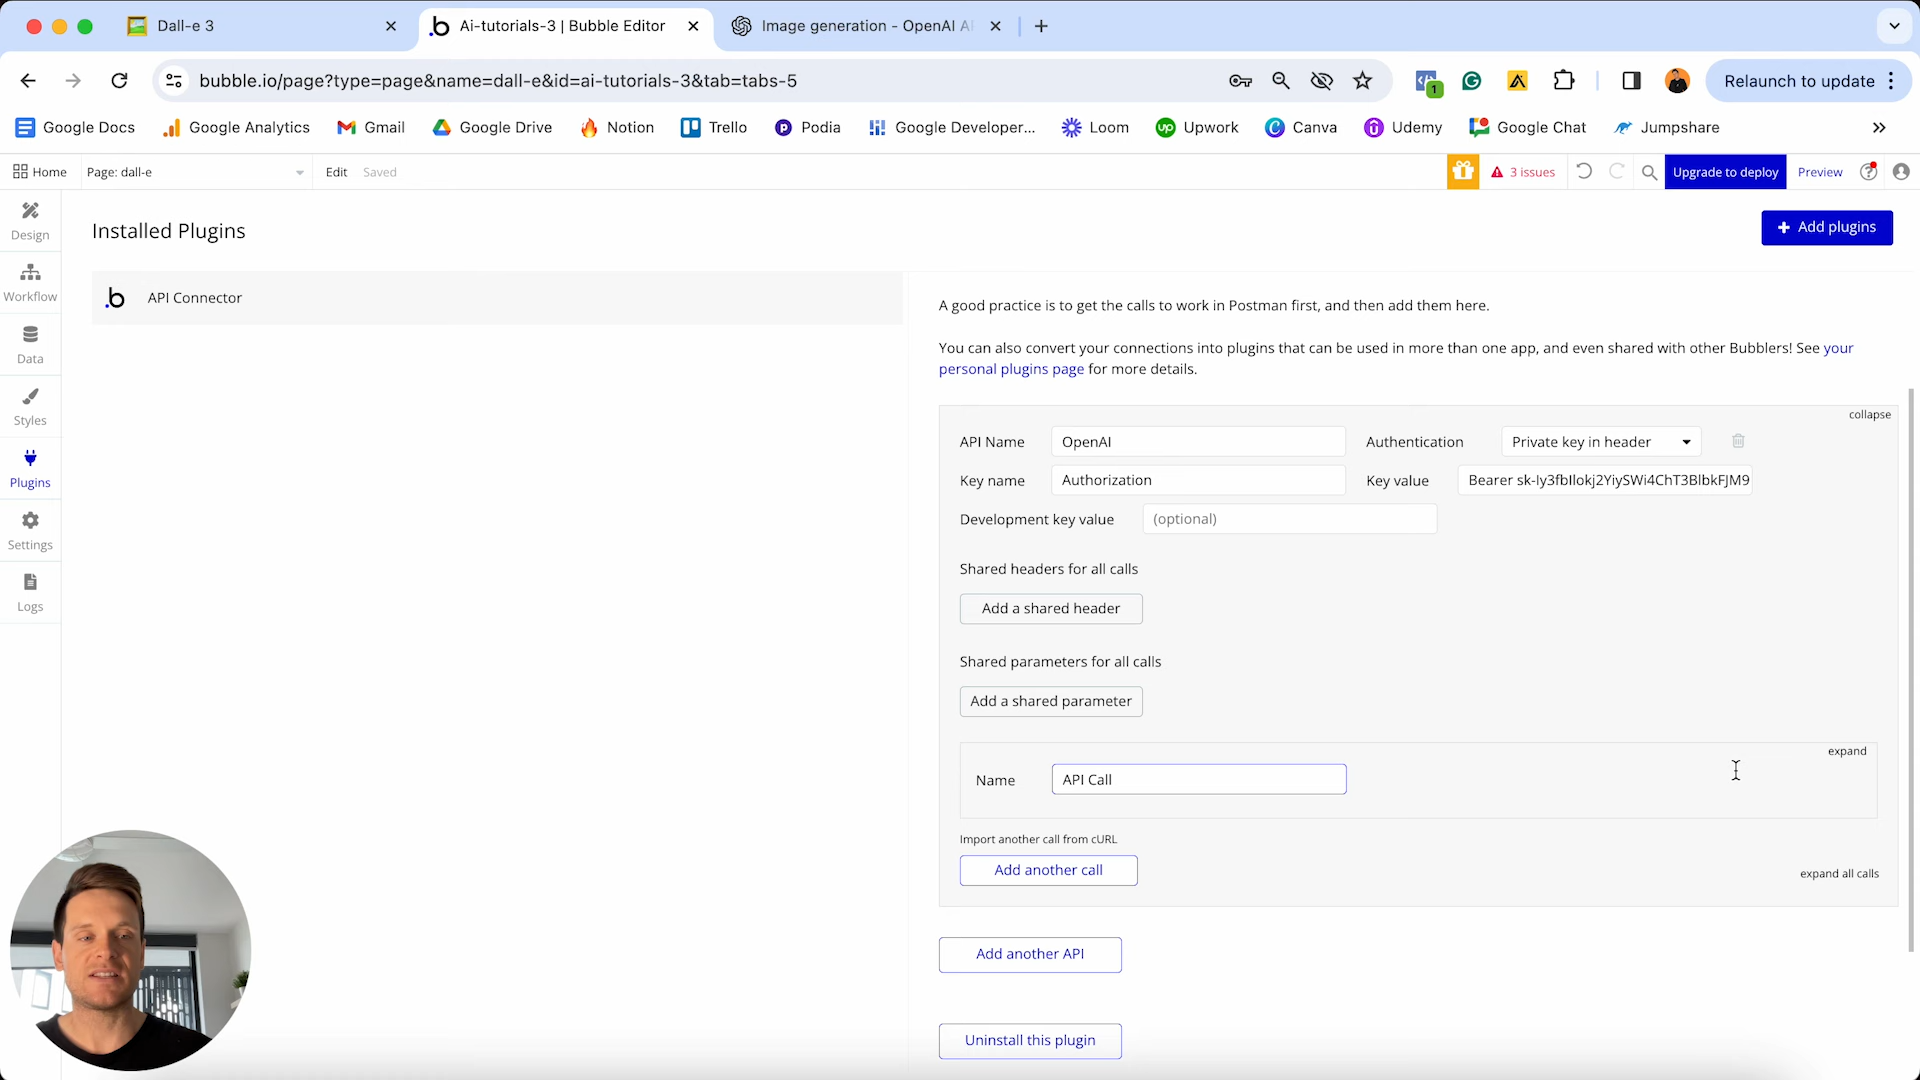 Dall-e 3
Ai-tutorials-3 | Bubble Editor
Image generation - OpenAI A
bubble.io/page?type=page&name=dall-e&id=ai-tutorials-3&tab=tabs-5
1
Relaunch to update
Google Docs
Google Analytics
Gmail
Google Drive
Notion
Trello
Podia
Google Developer...
Loom
Upwork
Canva
Udemy
Google Chat
Jumpshare
Home
Page: dall-e
Edit
Saved
3 issues
Upgrade to deploy
Preview
Design
Workflow
Data
Styles
Plugins
Settings
Logs
Installed Plugins
Add plugins
API Connector
A good practice is to get the calls to work in Postman first, and then add them here.
You can also convert your connections into plugins that can be used in more than one app, and even shared with other Bubblers! See your
personal plugins page for more details.
collapse
API Name
OpenAI
Authentication
Private key in header
Key name
Authorization
Key value
Bearer
Development key value
(optional)
Shared headers for all calls
Add a shared header
Shared parameters for all calls
Add a shared parameter
expand
Name
API Call
Import another call from cURL
Add another call
expand all calls
Add another API
Uninstall this plugin